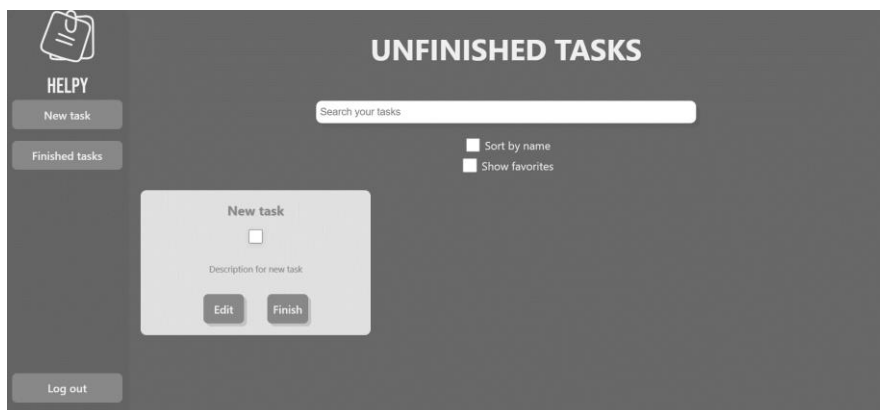 HELPY
New task
Finished tasks
Log out
UNFINISHED TASKS
Search your tasks
Sort by name
Show favorites
New task
Description for new task
Edit
Finish